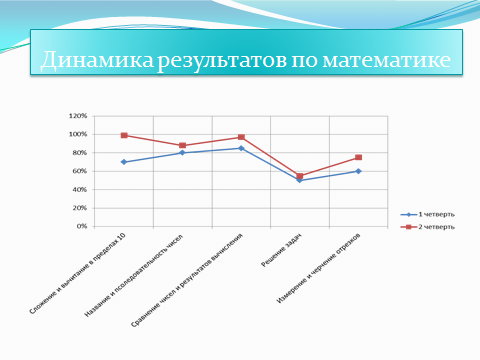 Динамика результатов по математике
120%
100%
80%
60%
40%
20%
0%
Сложение и вычитание в пределах 10
Название и псоледовательность чисел
Сравнение чисел и результатов вычисления
Решение задач
Измерение и черчение отрезков
1 четверть
2 четверть